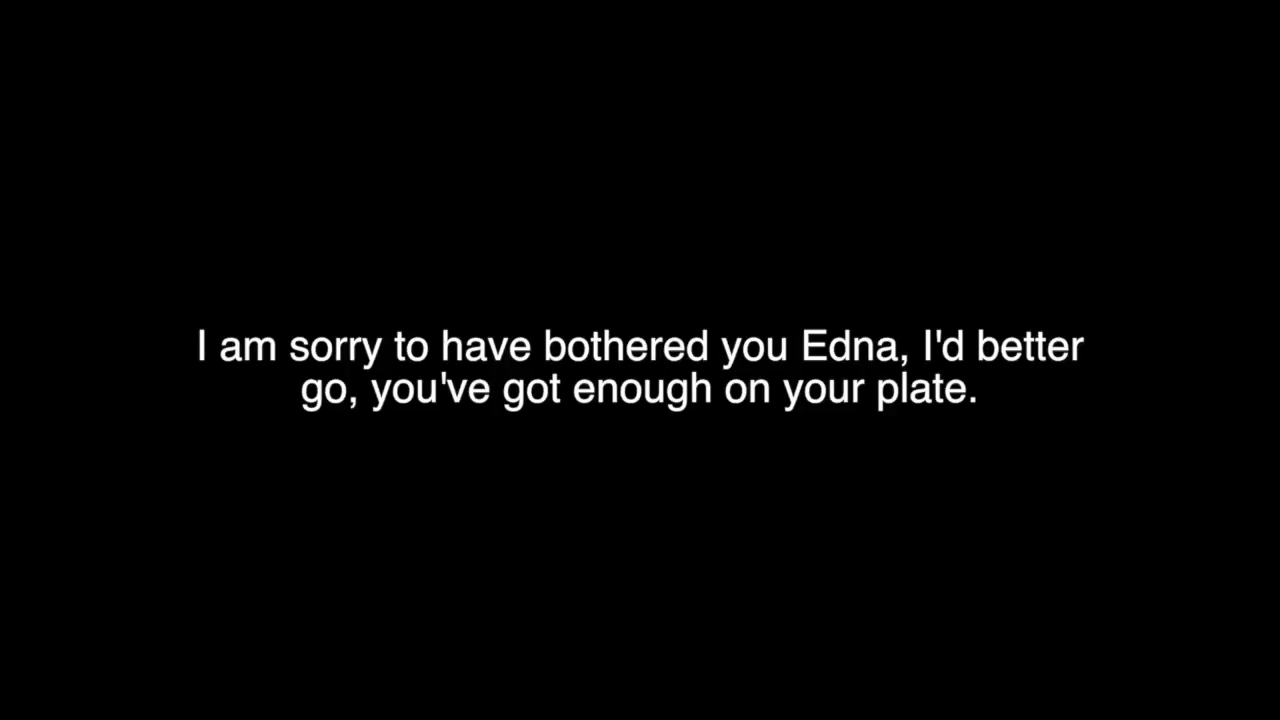 I am sorry to have bothered you Edna, I'd better
go, you've got enough on your plate.